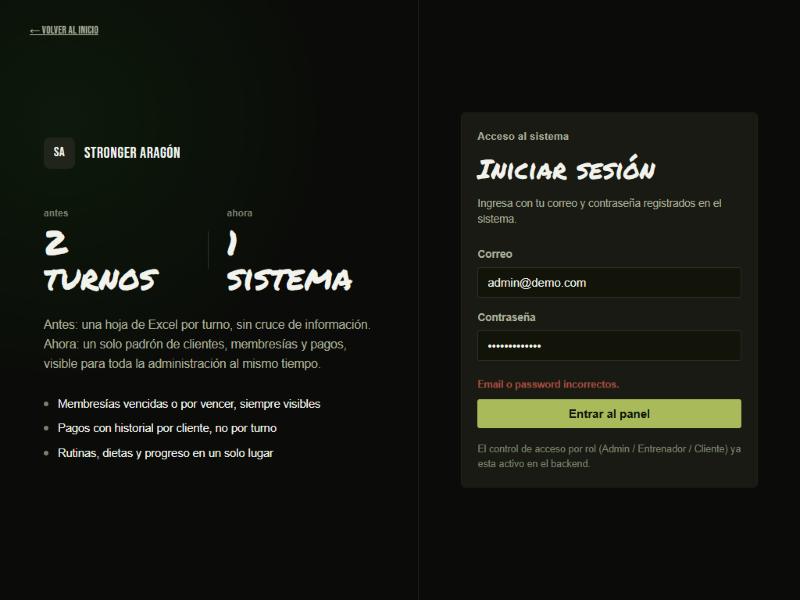 ← VOLVER AL INICIO
SA
STRONGER ARAGÓN
antes
2
TURNOS
ahora
1
SISTEMA
Antes: una hoja de Excel por turno, sin cruce de información.
Ahora: un solo padrón de clientes, membresías y pagos,
visible para toda la administración al mismo tiempo.
Membresías vencidas o por vencer, siempre visibles
Pagos con historial por cliente, no por turno
Rutinas, dietas y progreso en un solo lugar
Acceso al sistema
Iniciar sesión
Ingresa con tu correo y contraseña registrados en el
sistema.
Correo
admin@demo.com
Contraseña
•••••••••••••
Email o password incorrectos.
Entrar al panel
El control de acceso por rol (Admin / Entrenador / Cliente) ya
esta activo en el backend.